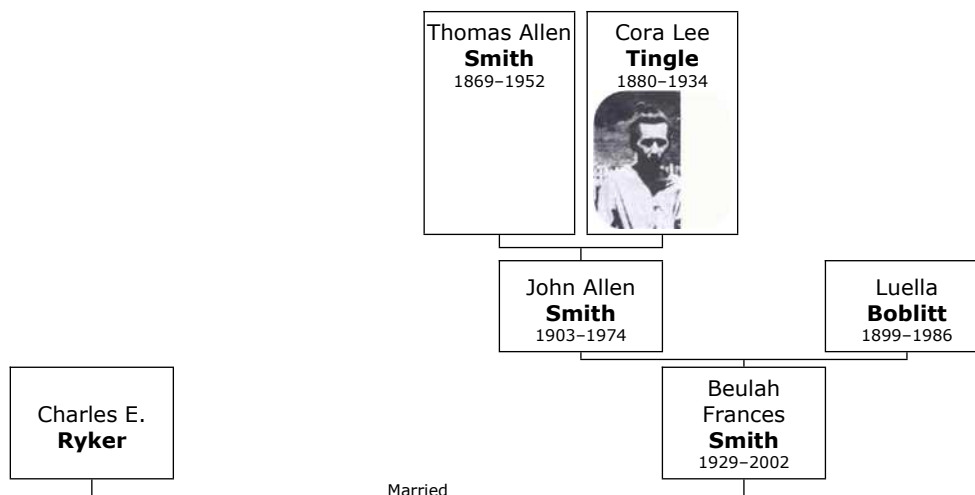 Thomas Allen
Smith
1869–1952
Cora Lee
Tingle
1880–1934
John Allen
Smith
1903–1974
Luella
Boblitt
1899–1986
Charles E.
Ryker
Beulah
Frances
Smith
1929–2002
Married